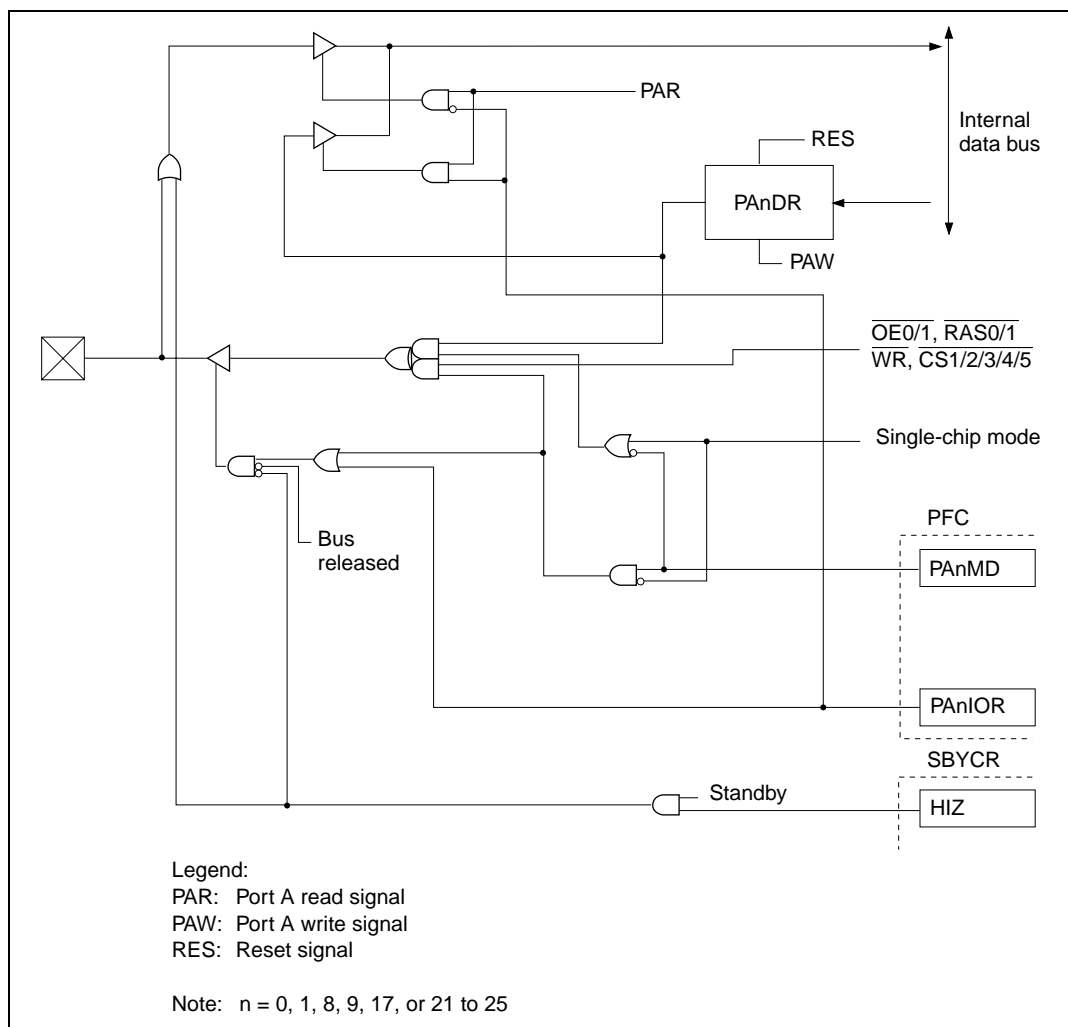 PAR
Internal
data bus
RES
PAnDR
PAW
OE0/1, RAS0/1
WR, CS1/2/3/4/5
Single-chip mode
Bus
released
PFC
PAnMD
PAnIOR
SBYCR
Standby
HIZ
Legend:
PAR: Port A read signal
PAW: Port A write signal
RES: Reset signal
Note: n = 0, 1, 8, 9, 17, or 21 to 25